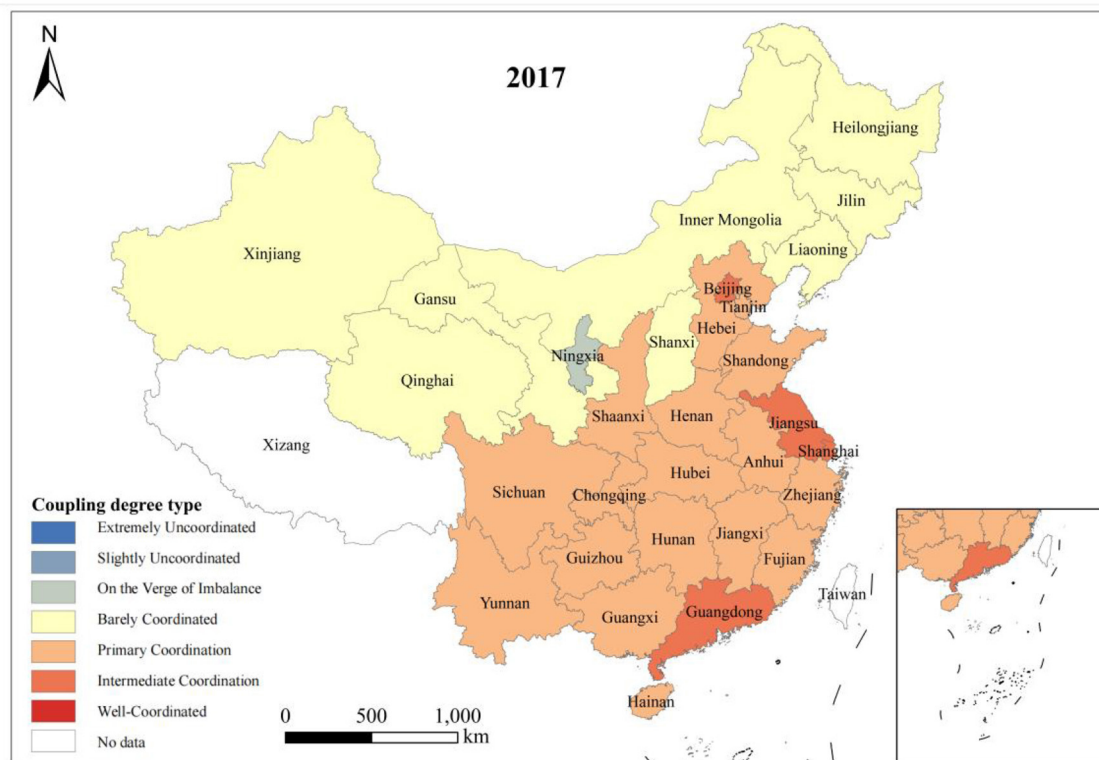 N
2017
Heilongjiang
Jilin
Inner Mongolia
Liaoning
Xinjiang
Beijing
Gansu
Tianjin
Hebei
Shanxi
Ningxia
Shandong
Qinghai
Shaanxi
Henan
Jiangsu
Xizang
Shanghai
Anhui
Hubei
Sichuan
Chongqing
Zhejiang
Jiangxi
Hunan
Guizhou
Fujian
Yunnan
Guangxi
Guangdong
Taiwan
Hainan
Coupling degree type
Extremely Uncoordinated
Slightly Uncoordinated
On the Verge of Imbalance
Barely Coordinated
Primary Coordination
Intermediate Coordination
Well-Coordinated
No data
0 500 1,000
km